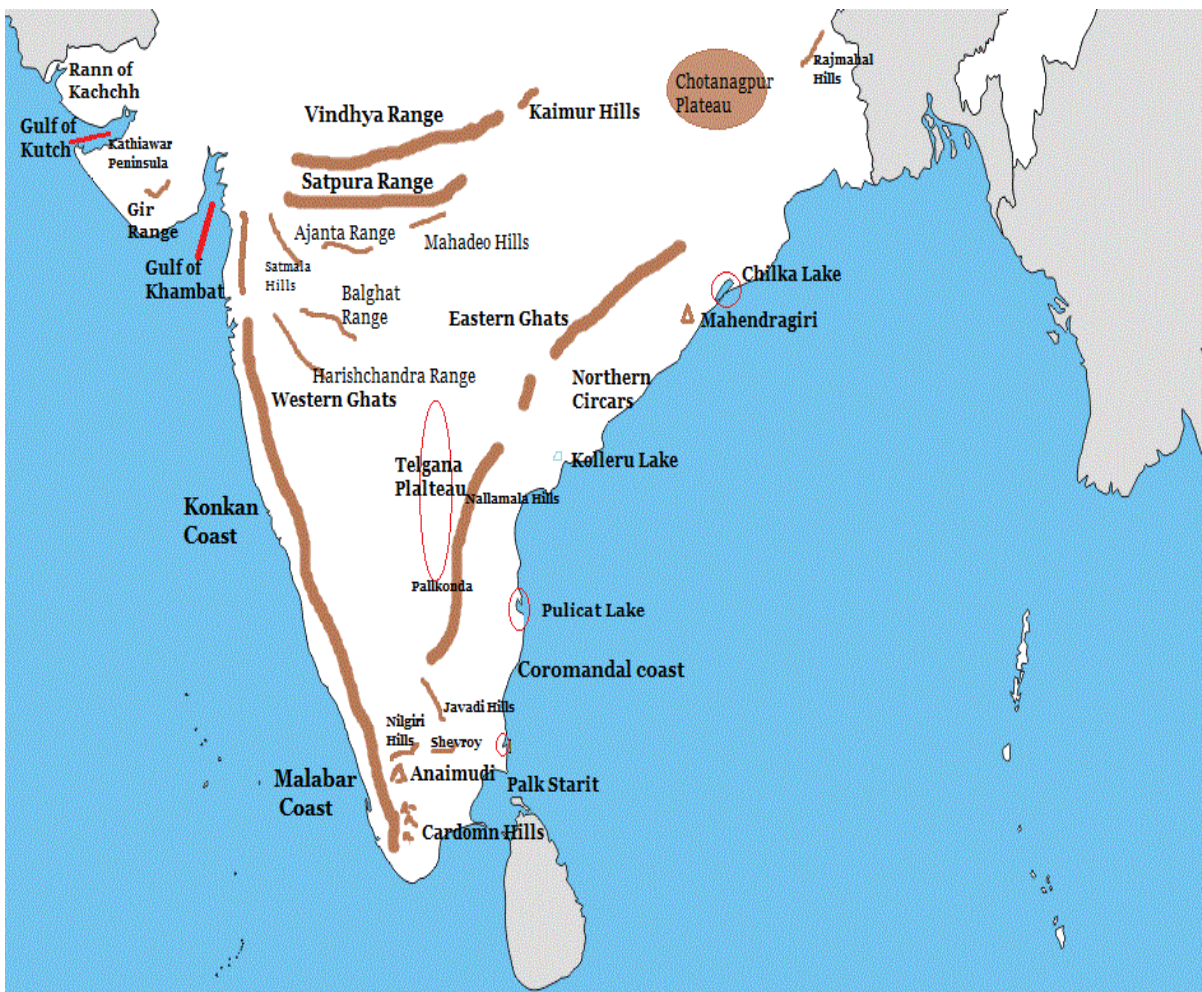 Rann of
Kachchh
Gulf of
Kutch
Kathiawar
Peninsula
Gir
Range
Gulf of
Khambat
Vindhya Range
Kaimur Hills
Chotanagpur
Plateau
Rajmahal
Hills
Satpura Range
Ajanta Range
Mahadeo Hills
Satmala
Hills
Balghat
Range
Harishchandra Range
Western Ghats
Eastern Ghats
Chilka Lake
Mahendragiri
Northern
Circars
Telgana
Plalteau
Kolleru Lake
Nallamala Hills
Konkan
Coast
Pallkonda
Pulicat Lake
Coromandal coast
Javadi Hills
Nilgiri
Hills
Shevroy
Anaimudi
Malabar
Coast
Palk Starit
Cardomn Hills